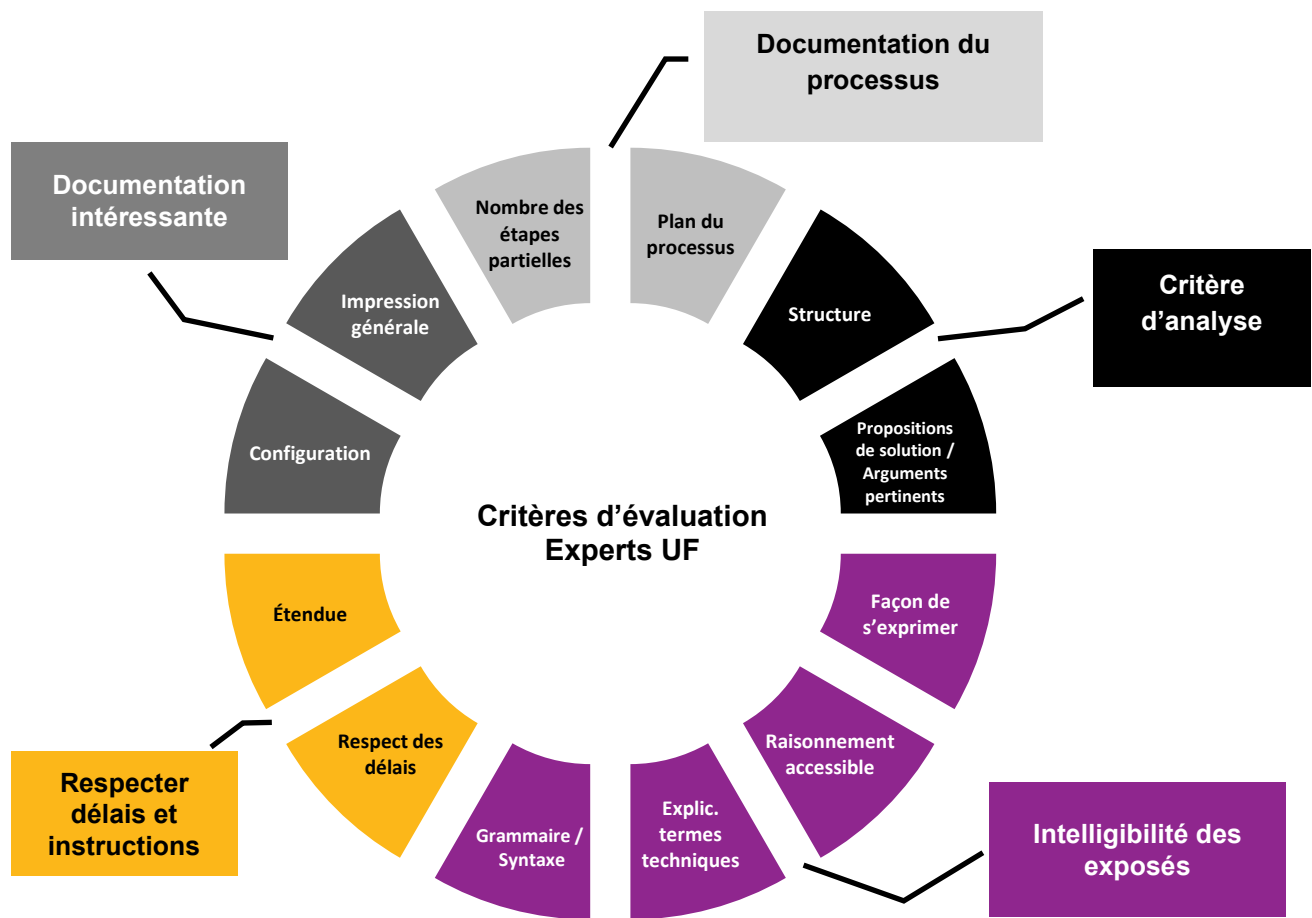 Documentation du
processus
Documentation
intéressante
Nombre des
étapes
partielles
Plan du
processus
Impression
générale
Structure
Critère
d’analyse
Configuration
Propositions
de solution /
Arguments
pertinents
Critères d’évaluation
Experts UF
Étendue
Façon de
s’exprimer
Respect des
délais
Raisonnement
accessible
Respecter
délais et
instructions
Grammaire /
Syntaxe
Explic.
termes
techniques
Intelligibilité des
exposés